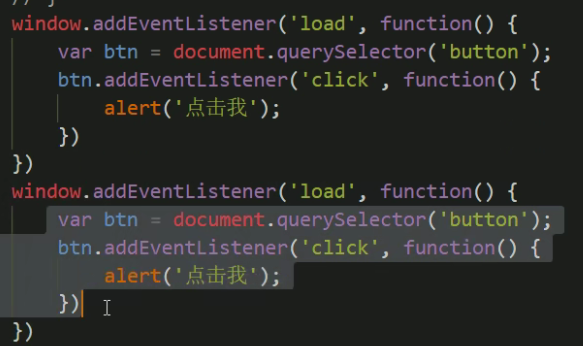 // }
window.addEventListener('load', function() {
    var btn = document.querySelector('button');
    btn.addEventListener('click', function() {
        alert('点击我');
    })
})
window.addEventListener('load', function() {
    var btn = document.querySelector('button');
    btn.addEventListener('click', function() {
        alert('点击我');
    })
})